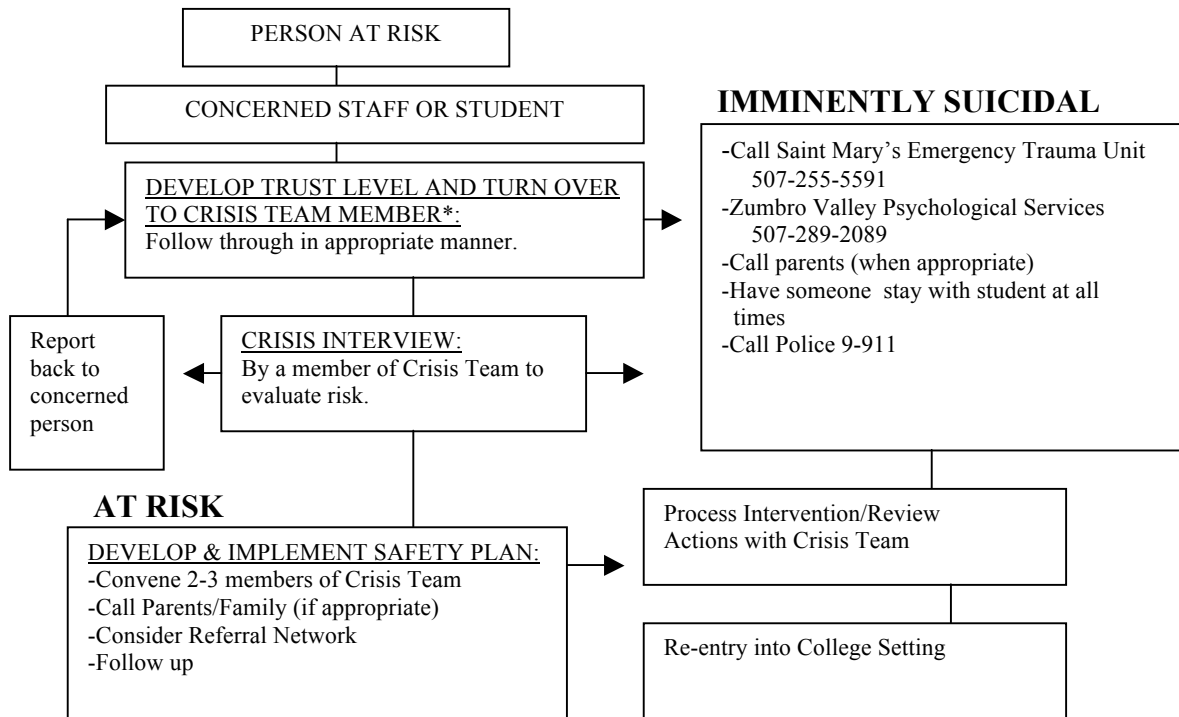 PERSON AT RISK
CONCERNED STAFF OR STUDENT
IMMINENTLY SUICIDAL
-Call Saint Mary's Emergency Trauma Unit
507-255-5591
-Zumbro Valley Psychological Services
507-289-2089
-Call parents (when appropriate)
-Have someone stay with student at all
times
-Call Police 9-911
DEVELOP TRUST LEVEL AND TURN OVER
TO CRISIS TEAM MEMBER*:
Follow through in appropriate manner.
Report
back to
concerned
person
CRISIS INTERVIEW:
By a member of Crisis Team to
evaluate risk.
AT RISK
DEVELOP & IMPLEMENT SAFETY PLAN:
-Convene 2-3 members of Crisis Team
-Call Parents/Family (if appropriate)
-Consider Referral Network
-Follow up
Process Intervention/Review
Actions with Crisis Team
Re-entry into College Setting